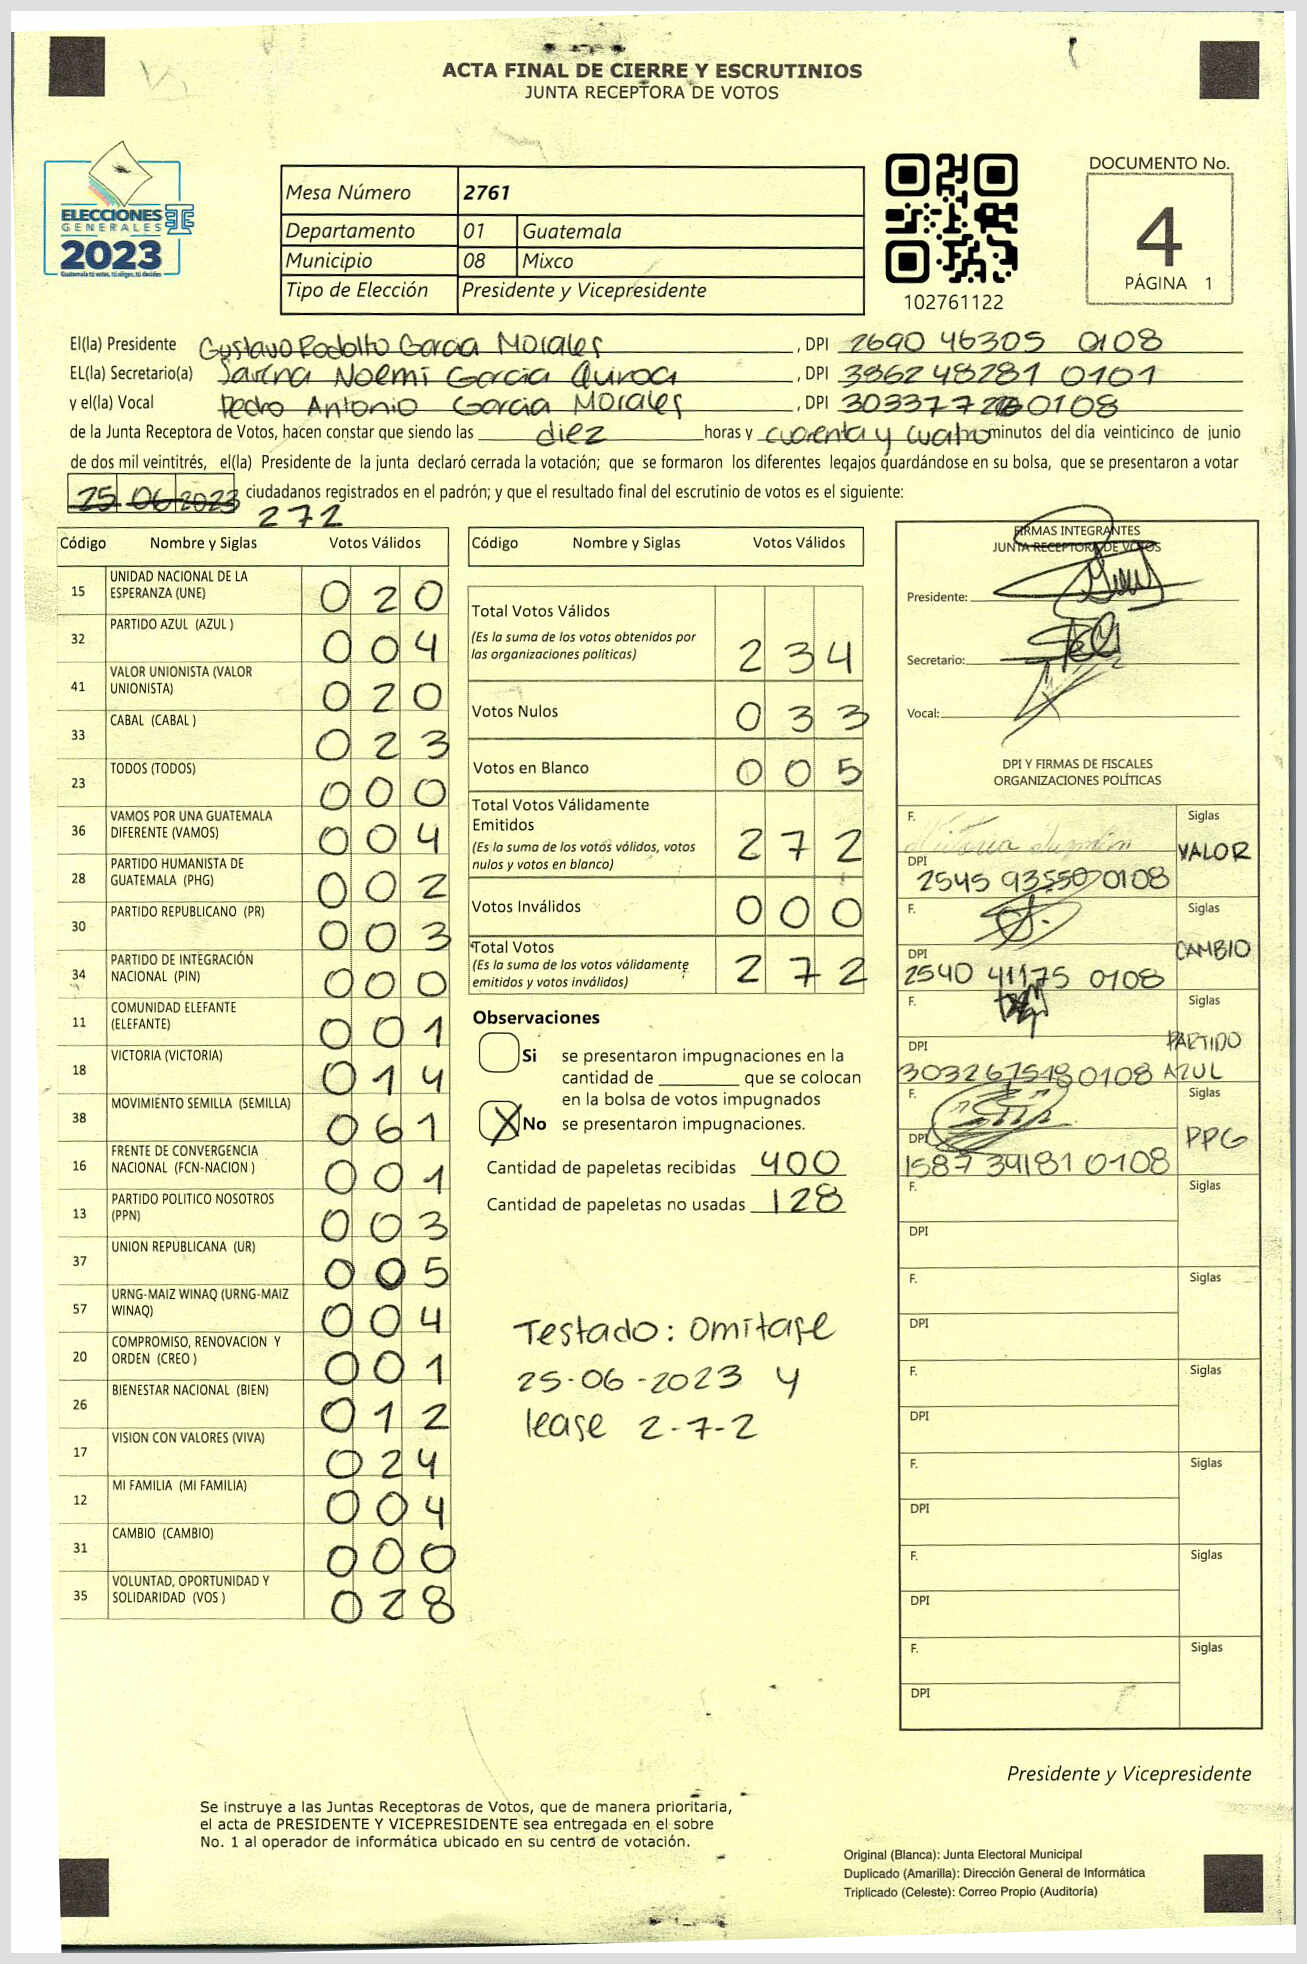 ACTA FINAL DE CIERRE Y ESCRUTINIOS
JUNTA RECEPTORA DE VOTOS
ELECCIONES
GENERALES
2023
Guatemala tú votas, tú eliges, tú decides
Mesa Número 2761
Departamento 01 Guatemala
Municipio 08 Mixco
Tipo de Elección Presidente y Vicepresidente
102761122
DOCUMENTO No.
4
PÁGINA 1
El(la) Presidente Gustavo Rodolfo Garcia Morales, DPI 2690 46305 0108
EL(la) Secretario(a) Noemi Garcia Quiroa, DPI 3862 48281 0101
y el(la) Vocal Pedro Antonio Garcia Morales, DPI 0108
de la Junta Receptora de Votos, hacen constar que siendo las diez horas y cuarenta y cuatro minutos del día veinticinco de junio
de dos mil veintitrés, el(la) Presidente de la junta declaró cerrada la votación; que se formaron los diferentes legajos guardándose en su bolsa, que se presentaron a votar
25 06 2023 ciudadanos registrados en el padrón; y que el resultado final del escrutinio de votos es el siguiente:
272
Código Nombre y Siglas Votos Válidos
15 UNIDAD NACIONAL DE LA ESPERANZA (UNE) 020
32 PARTIDO AZUL (AZUL ) 004
41 VALOR UNIONISTA (VALOR UNIONISTA) 020
33 CABAL (CABAL ) 023
23 TODOS (TODOS) 000
36 VAMOS POR UNA GUATEMALA DIFERENTE (VAMOS) 004
28 PARTIDO HUMANISTA DE GUATEMALA (PHG) 002
30 PARTIDO REPUBLICANO (PR) 003
34 PARTIDO DE INTEGRACIÓN NACIONAL (PIN) 000
11 COMUNIDAD ELEFANTE (ELEFANTE) 001
18 VICTORIA (VICTORIA) 014
38 MOVIMIENTO SEMILLA (SEMILLA) 061
16 FRENTE DE CONVERGENCIA NACIONAL (FCN-NACION ) 001
13 PARTIDO POLITICO NOSOTROS (PPN) 003
37 UNION REPUBLICANA (UR) 005
57 URNG-MAIZ WINAQ (URNG-MAIZ WINAQ) 004
20 COMPROMISO, RENOVACION Y ORDEN (CREO ) 001
26 BIENESTAR NACIONAL (BIEN) 012
17 VISION CON VALORES (VIVA) 024
12 MI FAMILIA (MI FAMILIA) 004
31 CAMBIO (CAMBIO) 000
35 VOLUNTAD, OPORTUNIDAD Y SOLIDARIDAD (VOS ) 028
Código Nombre y Siglas Votos Válidos
Total Votos Válidos
(Es la suma de los votos obtenidos por
las organizaciones políticas) 234
Votos Nulos 033
Votos en Blanco 005
Total Votos Válidamente
Emitidos
(Es la suma de los votos válidos, votos
nulos y votos en blanco) 272
Votos Inválidos 000
Total Votos
(Es la suma de los votos válidamente
emitidos y votos inválidos) 272
Observaciones
Si se presentaron impugnaciones en la
cantidad de ________ que se colocan
en la bolsa de votos impugnados
X No se presentaron impugnaciones.
Cantidad de papeletas recibidas 400
Cantidad de papeletas no usadas 128
Testado: Omitase
25-06-2023 y
lease 2-7-2
FIRMAS INTEGRANTES
JUNTA RECEPTORA DE VOTOS
Presidente:
Secretario:
Vocal:
DPI Y FIRMAS DE FISCALES
ORGANIZACIONES POLÍTICAS
F. Siglas
VALOR
DPI
2545 93550 0108
F. Siglas
CAMBIO
DPI
2540 41175 0108
F. Siglas
PARTIDO
AZUL
DPI
0108
F. Siglas
PPG
DPI
1587 39181 0108
F. Siglas
DPI
F. Siglas
DPI
F. Siglas
DPI
F. Siglas
DPI
F. Siglas
DPI
F. Siglas
DPI
Presidente y Vicepresidente
Se instruye a las Juntas Receptoras de Votos, que de manera prioritaria,
el acta de PRESIDENTE Y VICEPRESIDENTE sea entregada en el sobre
No. 1 al operador de informática ubicado en su centro de votación.
Original (Blanca): Junta Electoral Municipal
Duplicado (Amarilla): Dirección General de Informática
Triplicado (Celeste): Correo Propio (Auditoría)